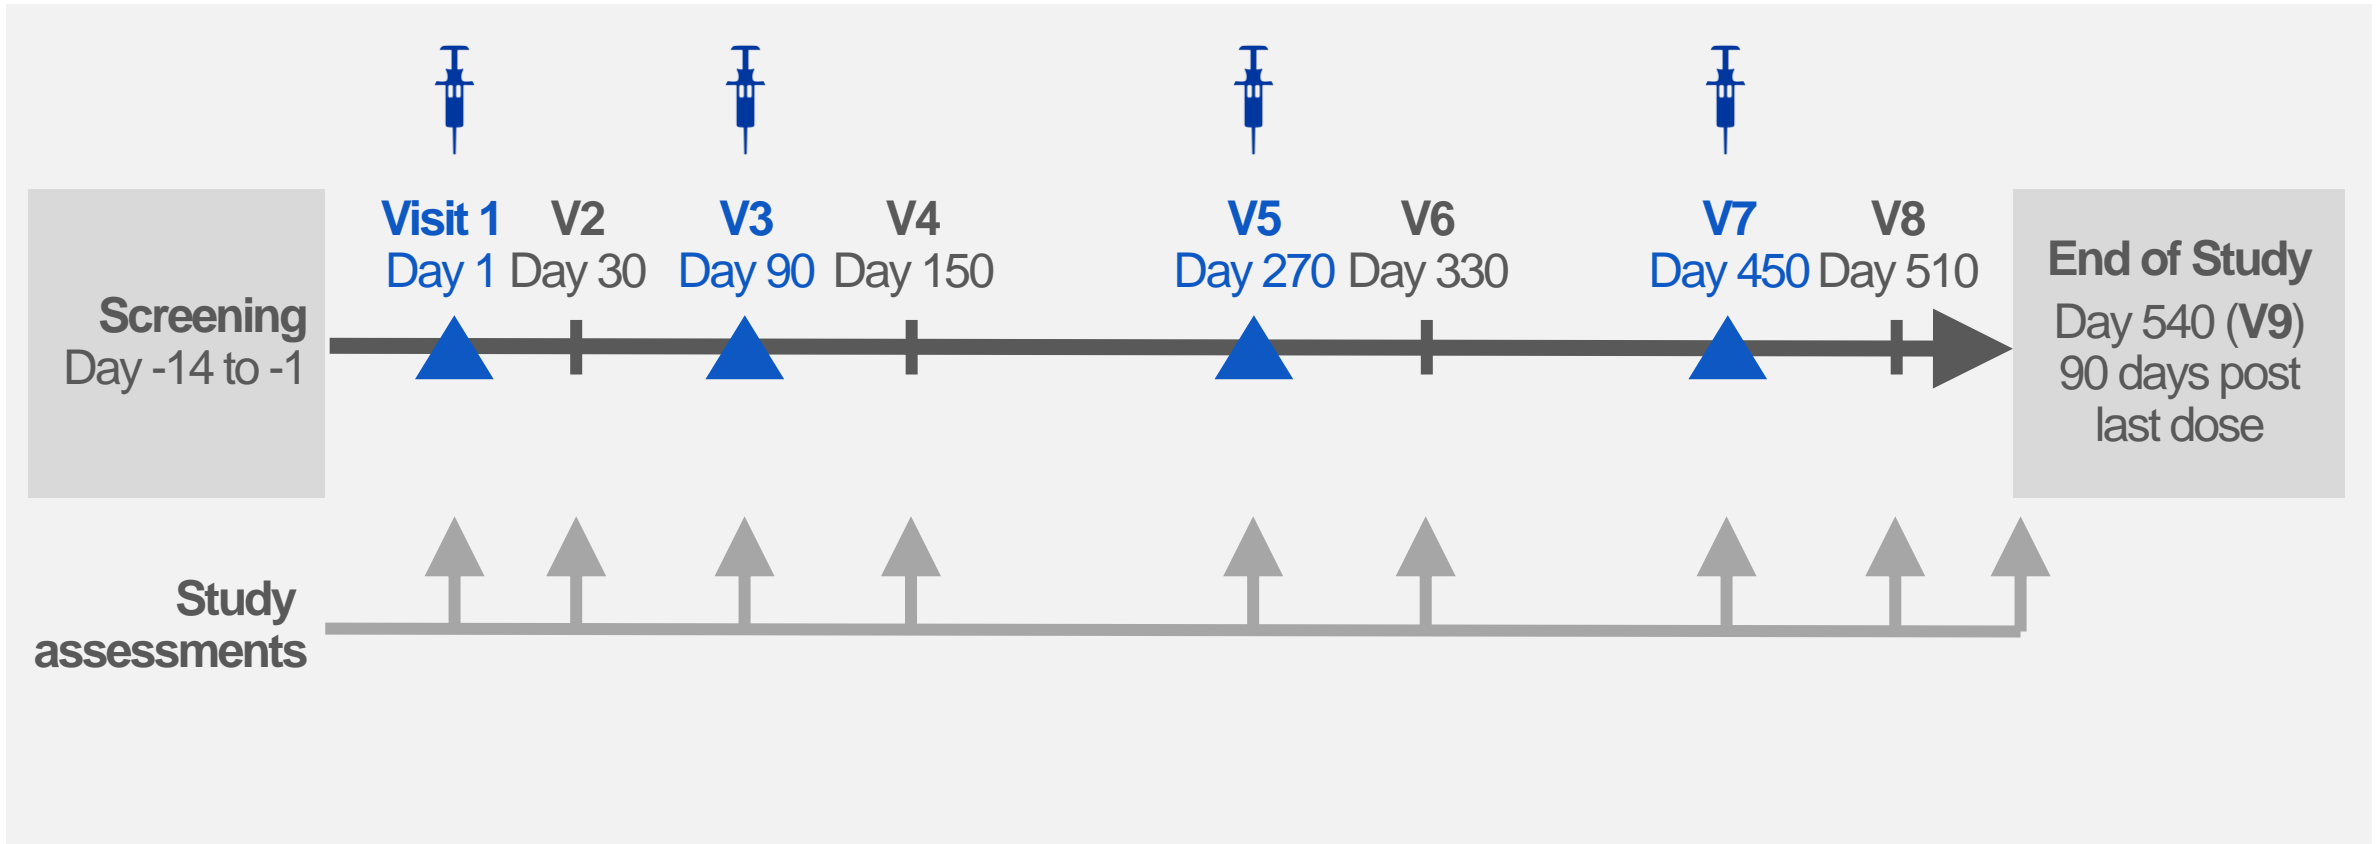 Screening
Day -14 to -1
Visit 1
Day 1
V2
Day 30
V3
Day 90
V4
Day 150
V5
Day 270
V6
Day 330
V7
Day 450
V8
Day 510
End of Study
Day 540 (V9)
90 days post
last dose
Study
assessments